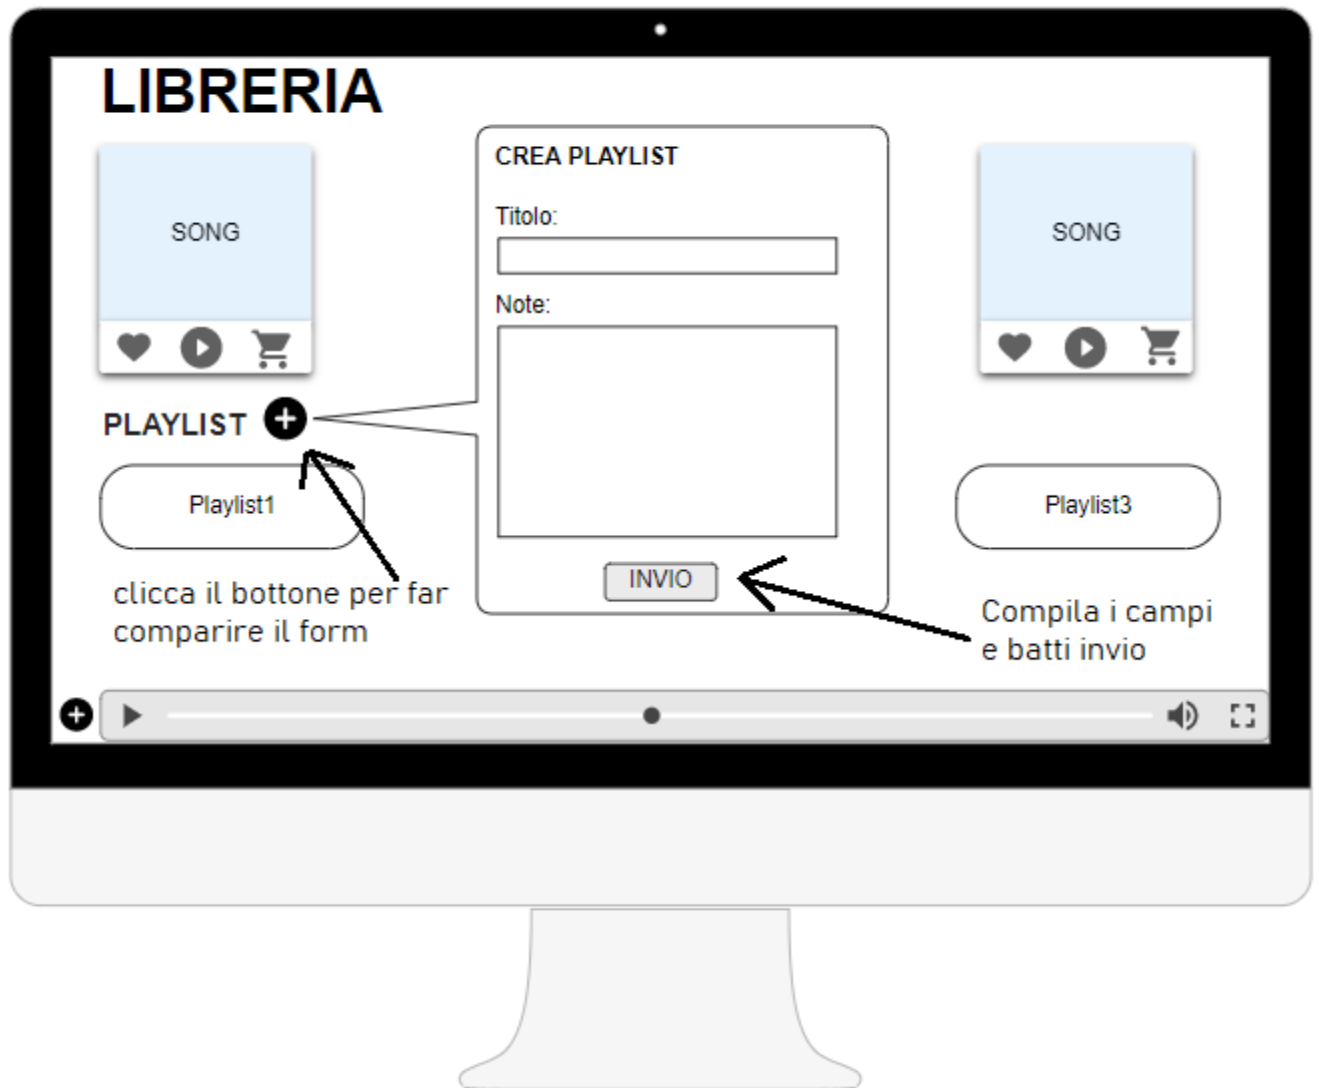 LIBRERIA
SONG
CREA PLAYLIST
Titolo:
Note:
INVIO
SONG
PLAYLIST
Playlist1
Playlist3
clicca il bottone per far
comparire il form
Compila i campi
e batti invio